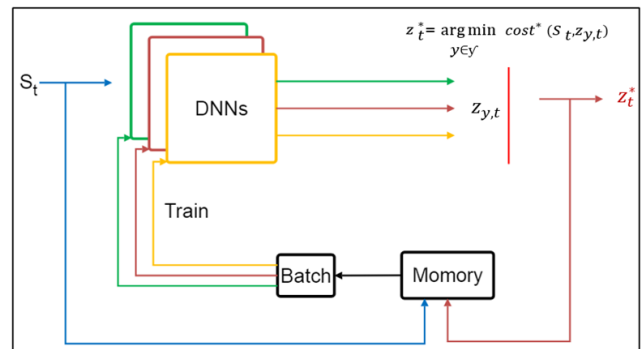 z*t = arg min cost* (St,zy,t)
y∈𝒴
St
DNNs
zy,t
z*t
Train
Batch
Momory